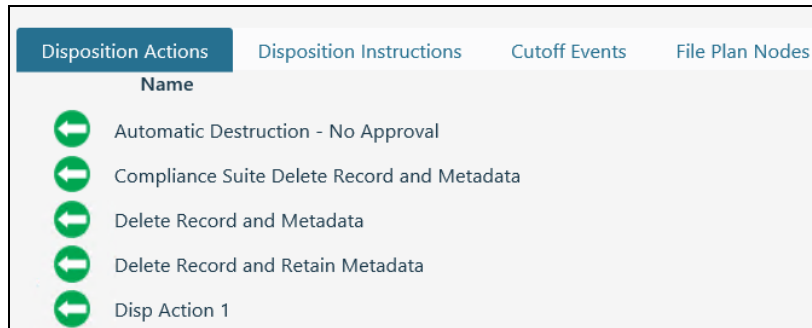 Disposition Actions Disposition Instructions Cutoff Events File Plan Nodes
Name
Automatic Destruction - No Approval
Compliance Suite Delete Record and Metadata
Delete Record and Metadata
Delete Record and Retain Metadata
Disp Action 1